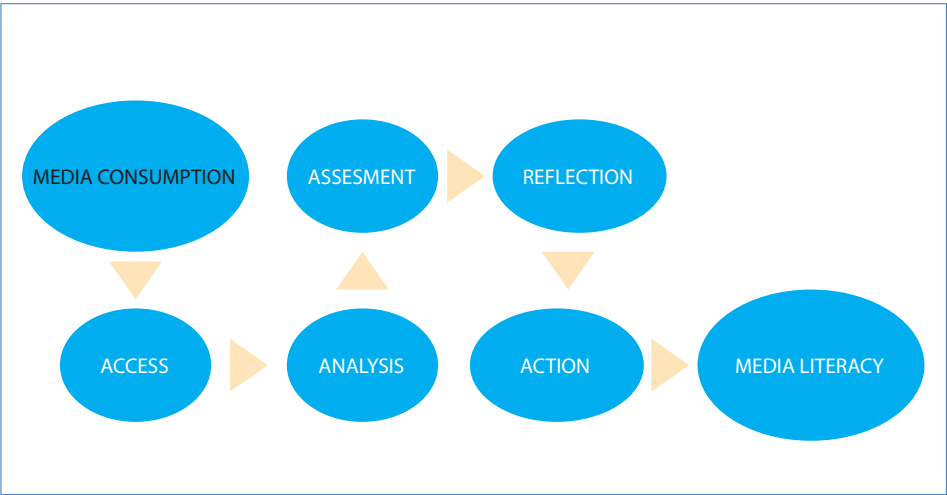 MEDIA CONSUMPTION
ASSESMENT
REFLECTION
ACCESS
ANALYSIS
ACTION
MEDIA LITERACY